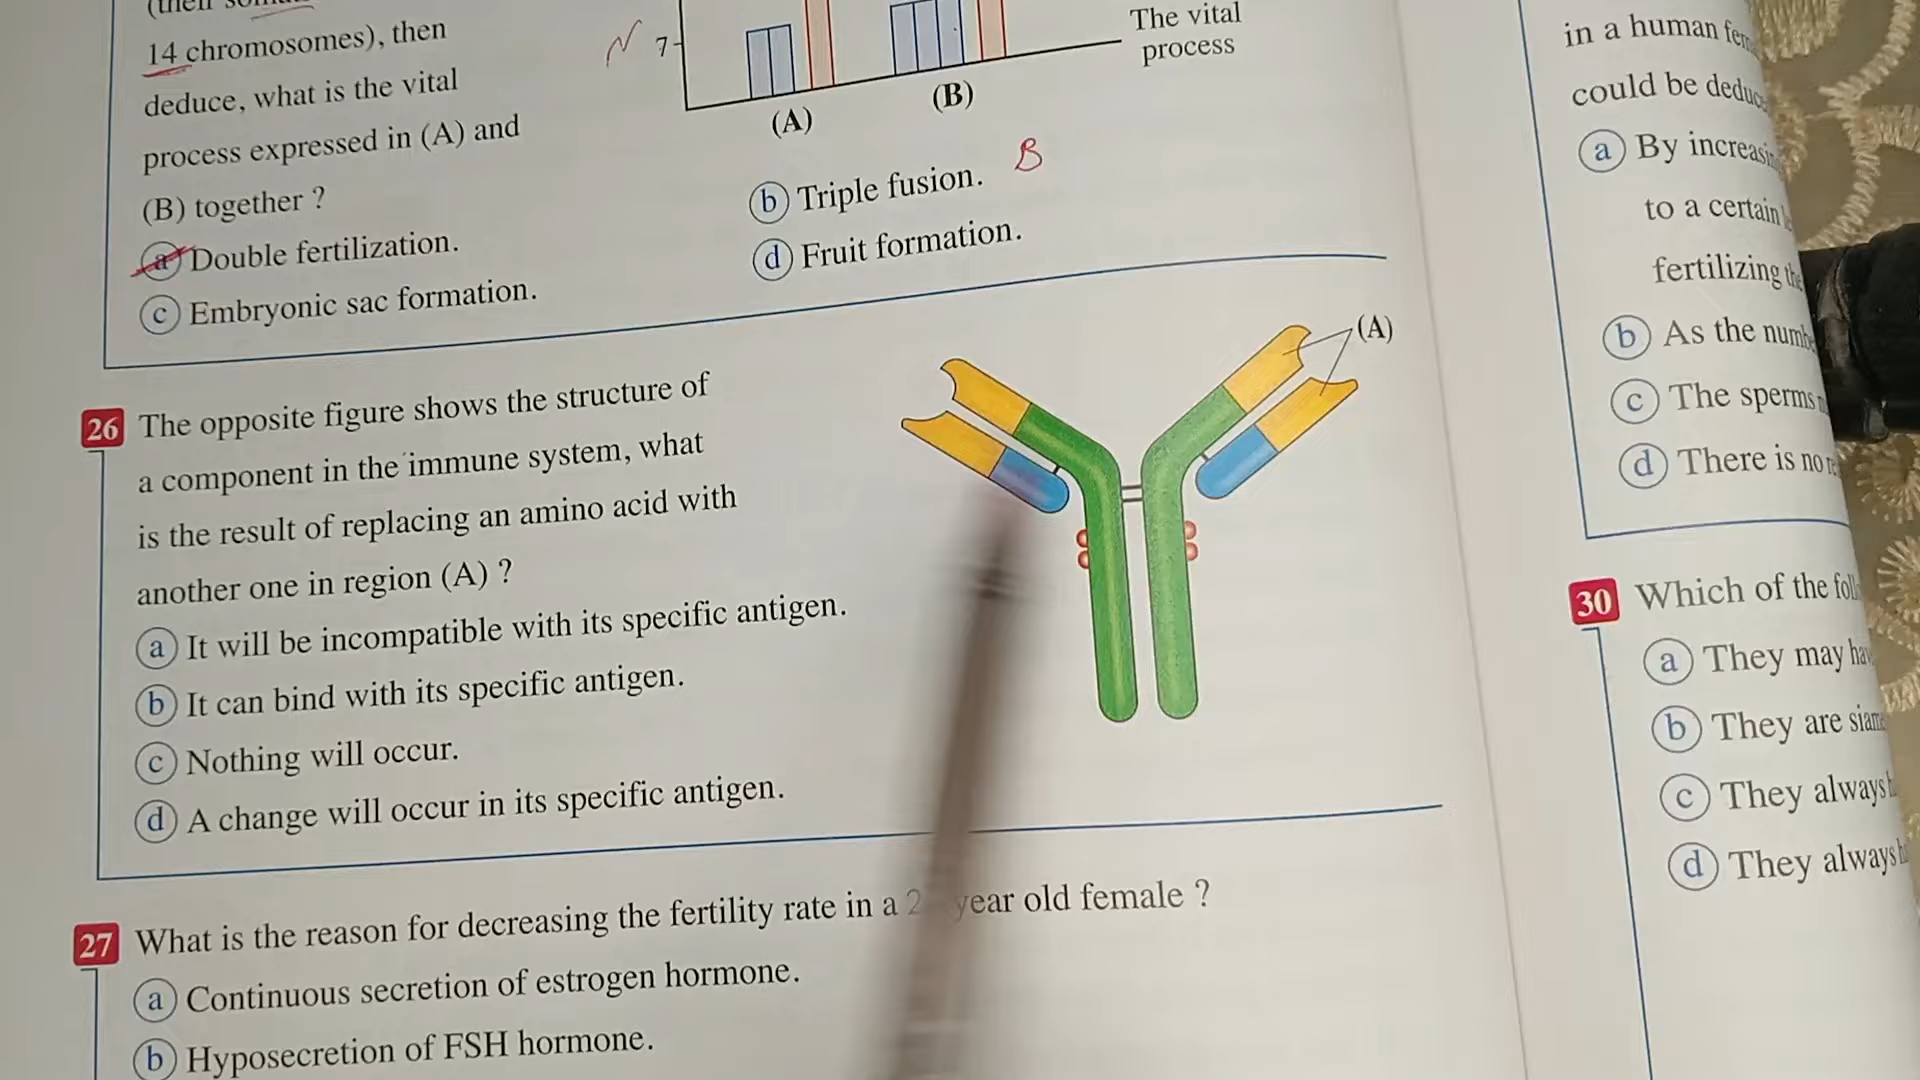 14 chromosomes), then
deduce, what is the vital
process expressed in (A) and
(B) together ?
a Double fertilization.
b Triple fusion.
c Embryonic sac formation.
d Fruit formation.
N 7
The vital
process
(A)
(B)
B
26 The opposite figure shows the structure of
a component in the immune system, what
is the result of replacing an amino acid with
another one in region (A) ?
a It will be incompatible with its specific antigen.
b It can bind with its specific antigen.
c Nothing will occur.
d A change will occur in its specific antigen.
(A)
27 What is the reason for decreasing the fertility rate in a year old female ?
a Continuous secretion of estrogen hormone.
b Hyposecretion of FSH hormone.
in a human
could be
a By
to a certain
fertilizing
b As the
c The sperms
d There is no
30 Which of the
a They may
b They are
c They always
d They always